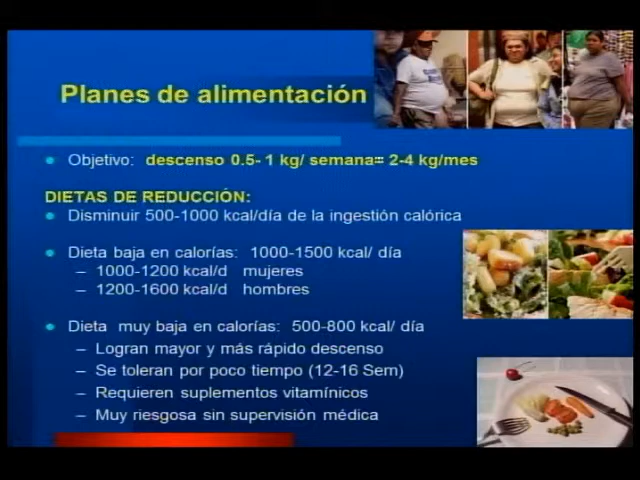 Planes de alimentación
Objetivo: descenso 0.5- 1 kg/ semana= 2-4 kg/mes
DIETAS DE REDUCCIÓN:
Disminuir 500-1000 kcal/día de la ingestión calórica
Dieta baja en calorías: 1000-1500 kcal/ día
– 1000-1200 kcal/d mujeres
– 1200-1600 kcal/d hombres
Dieta muy baja en calorías: 500-800 kcal/ día
– Logran mayor y más rápido descenso
– Se toleran por poco tiempo (12-16 Sem)
– Requieren suplementos vitamínicos
– Muy riesgosa sin supervisión médica